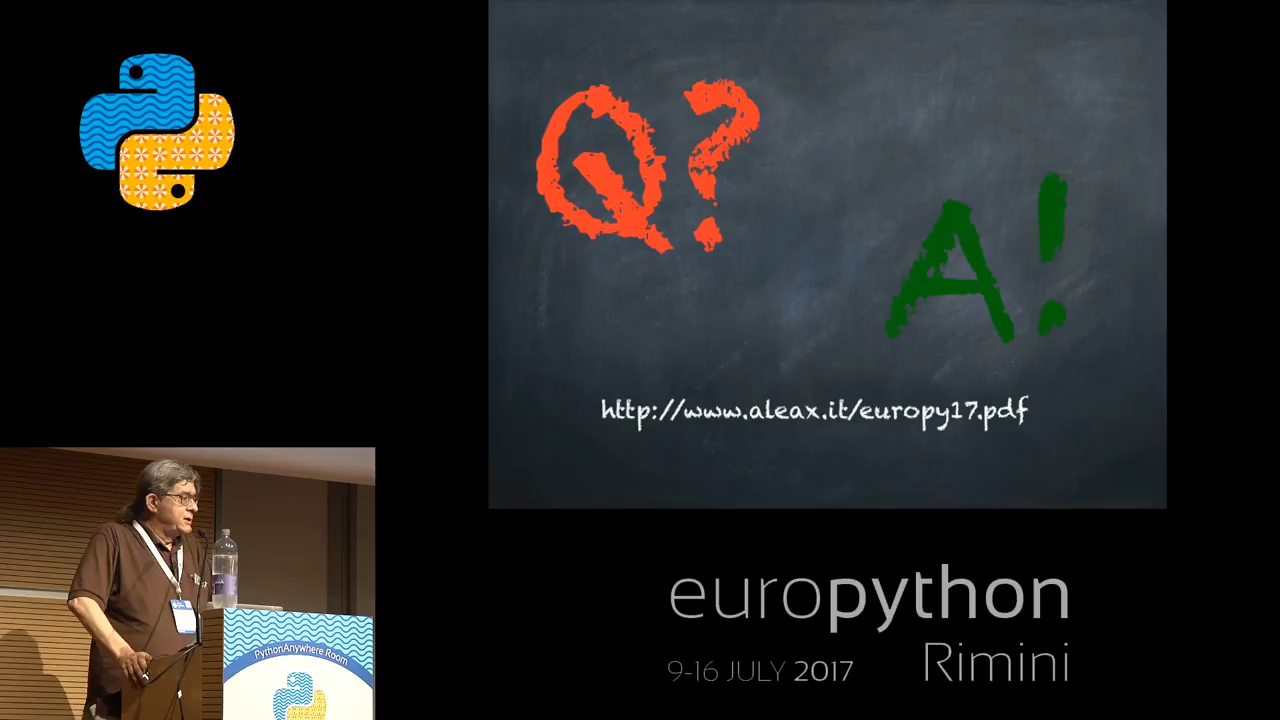 Q?
A!
http://www.aleax.it/europy17.pdf
europython
Rimini
9-16 JULY 2017
PythonAnywhere Room